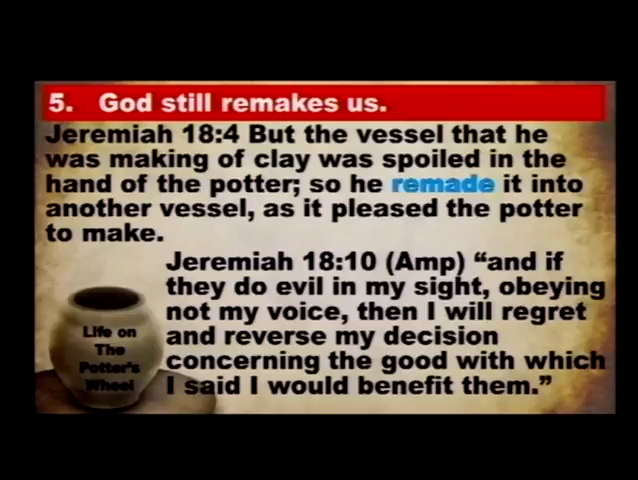 5. God still remakes us.
Jeremiah 18:4 But the vessel that he
was making of clay was spoiled in the
hand of the potter; so he remade it into
another vessel, as it pleased the potter
to make.
Jeremiah 18:10 (Amp) “and if
they do evil in my sight, obeying
not my voice, then I will regret
and reverse my decision
concerning the good with which
I said I would benefit them.”
Life on
The
Potter's
Wheel